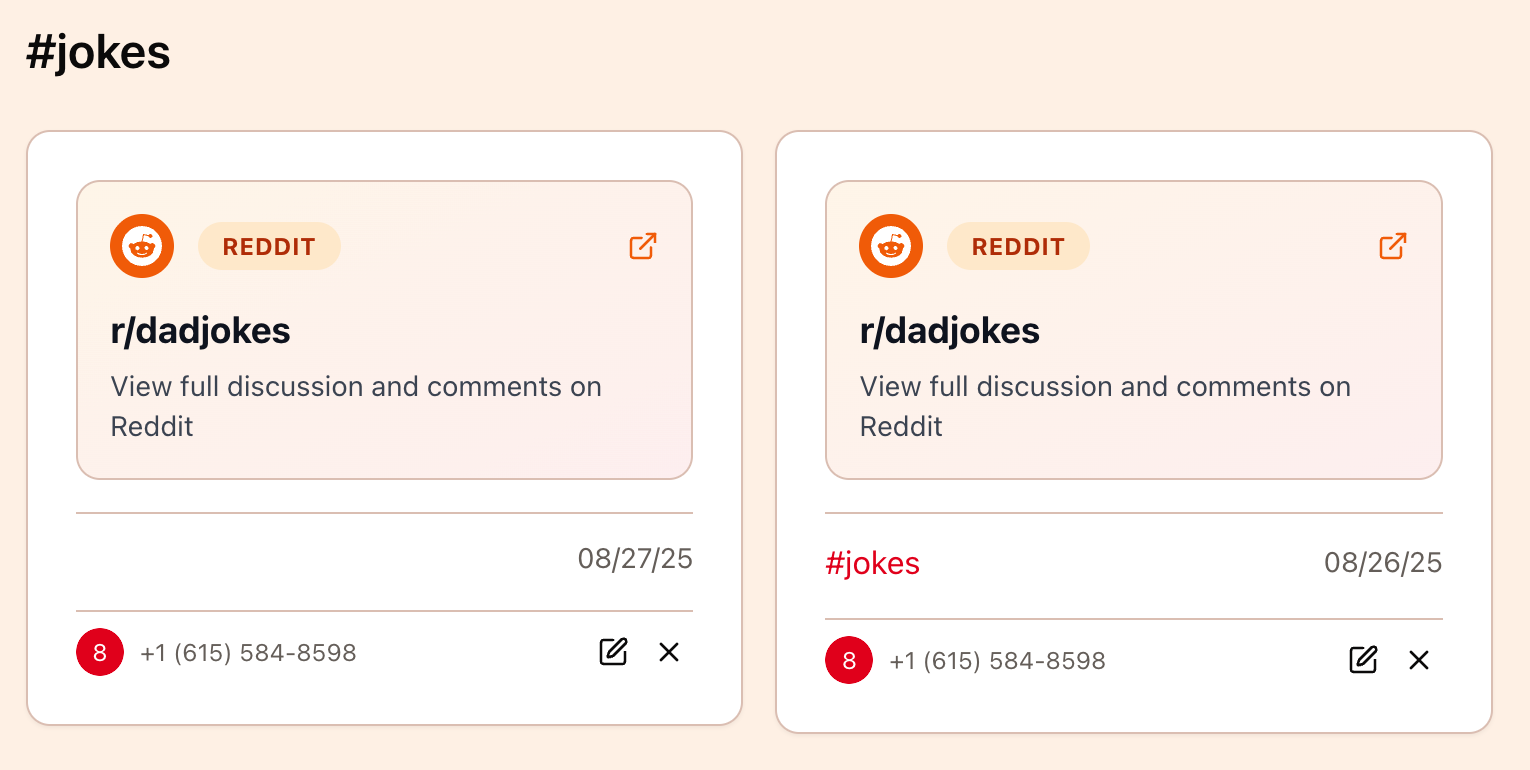 #jokes
REDDIT
r/dadjokes
View full discussion and comments on
Reddit
08/27/25
8 +1 (615) 584-8598
REDDIT
r/dadjokes
View full discussion and comments on
Reddit
#jokes 08/26/25
8 +1 (615) 584-8598